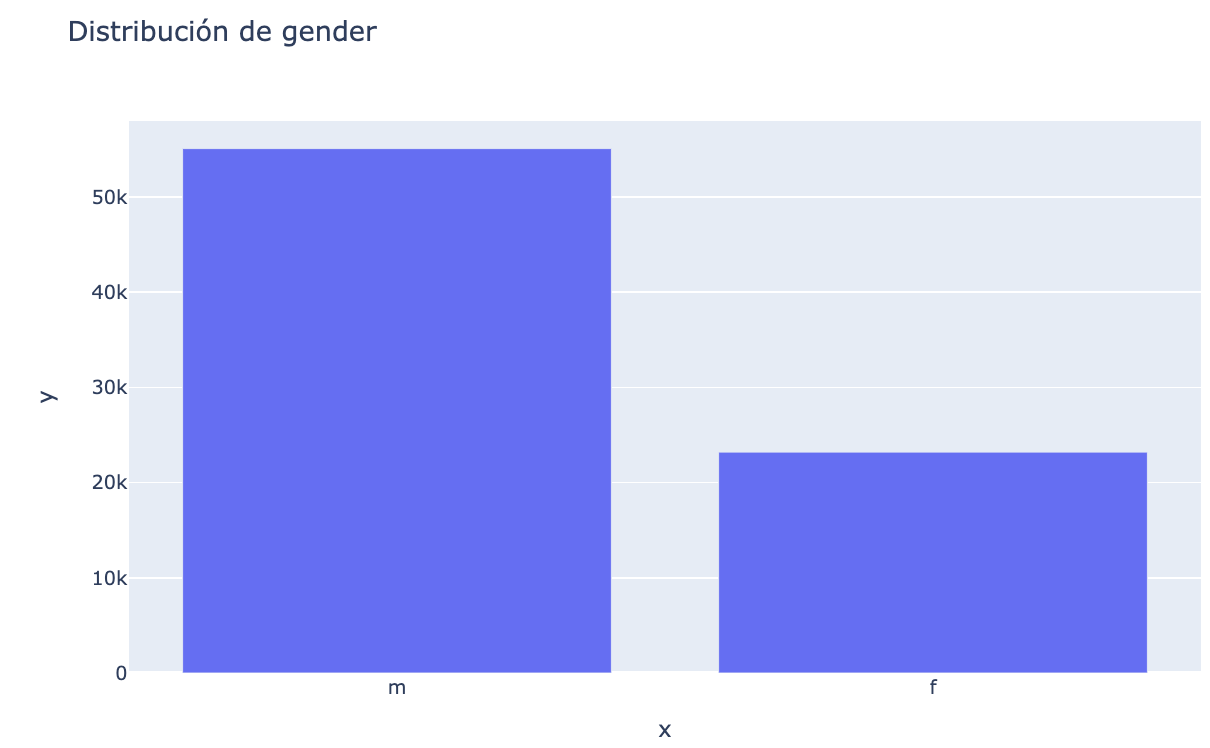 Distribución de gender
50k
40k
30k
20k
10k
0
y
m f
x